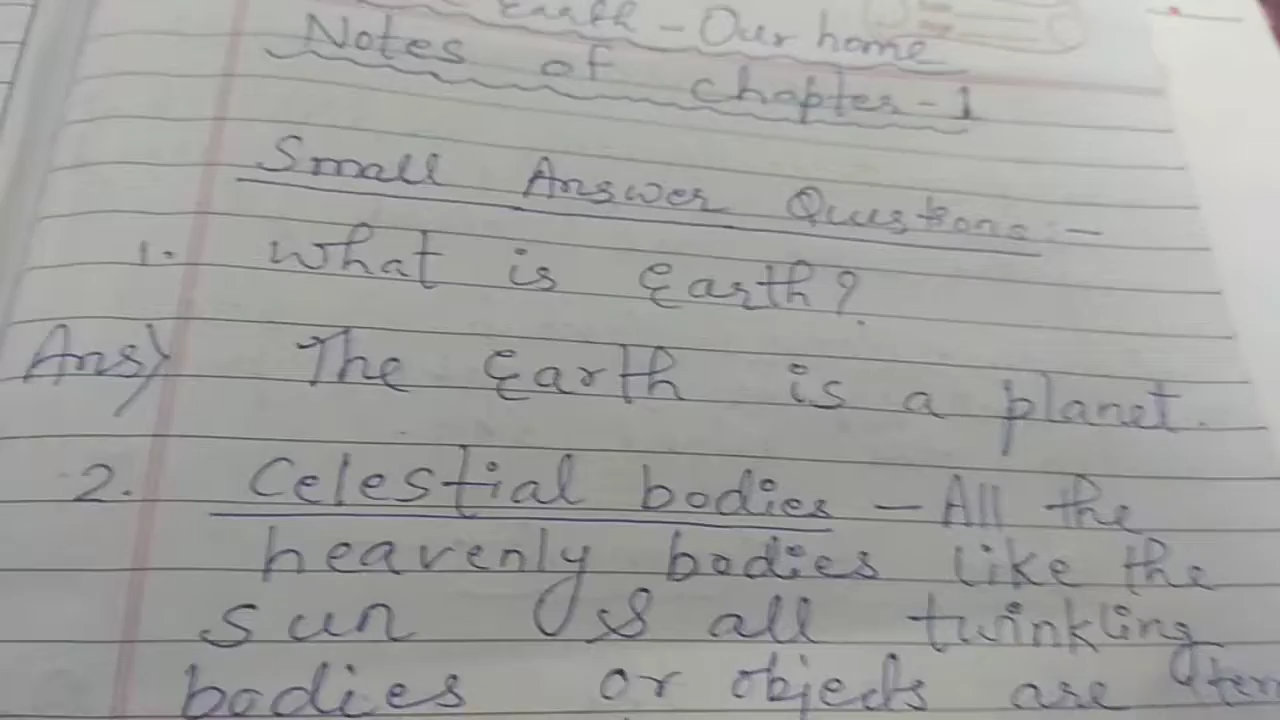 Earth - Our home
Notes of chapter-1
Small Answer Questions :-
1. What is Earth?
Ans) The Earth is a planet.
2. Celestial bodies - All the
heavenly bodies like the
sun & all twinkling
bodies or objects are